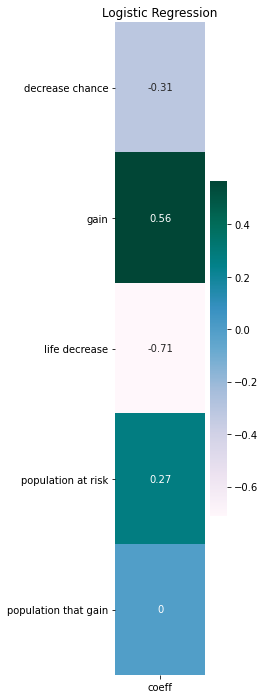 Logistic Regression
decrease chance
-0.31
gain
0.56
life decrease
-0.71
population at risk
0.27
population that gain
0
coeff
0.4
0.2
0.0
−0.2
−0.4
−0.6